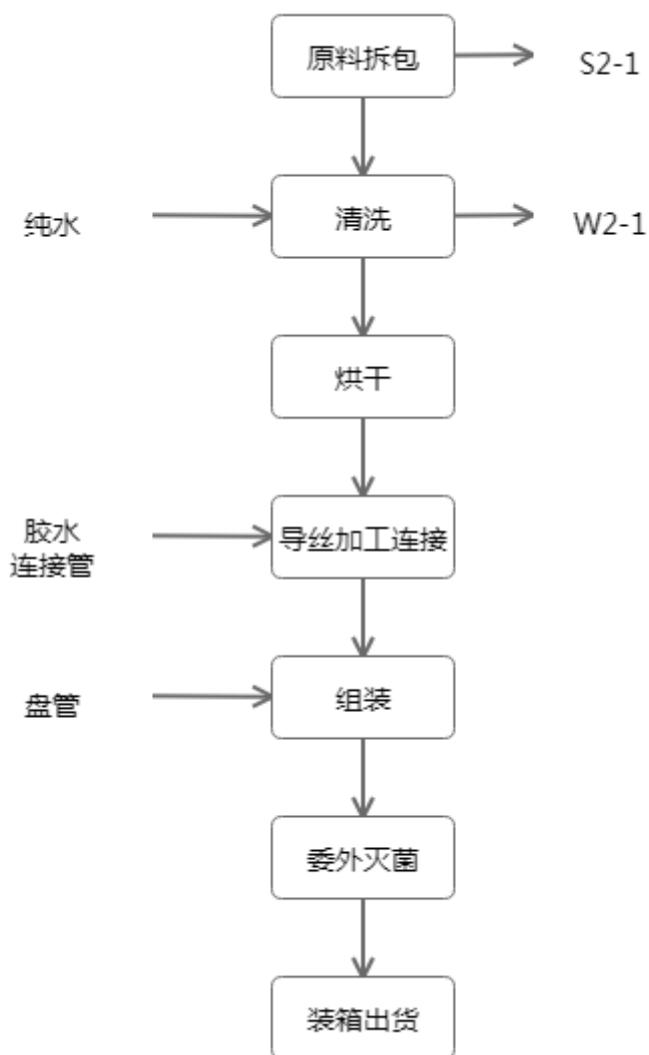 原料拆包
S2-1
纯水
清洗
W2-1
烘干
胶水
连接管
导丝加工连接
盘管
组装
委外灭菌
装箱出货